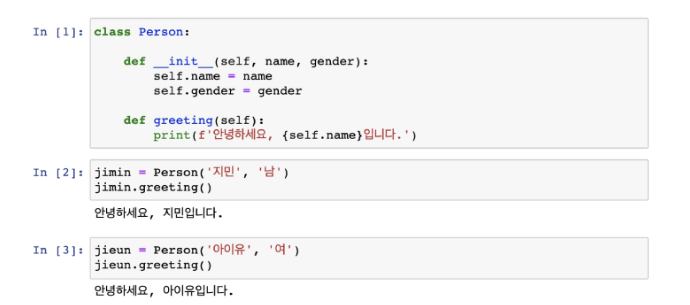 In [1]: class Person:
def __init__(self, name, gender):
self.name = name
self.gender = gender
def greeting(self):
print(f'안녕하세요, {self.name}입니다.')
In [2]: jimin = Person('지민', '남')
jimin.greeting()
안녕하세요, 지민입니다.
In [3]: jieun = Person('아이유', '여')
jieun.greeting()
안녕하세요, 아이유입니다.